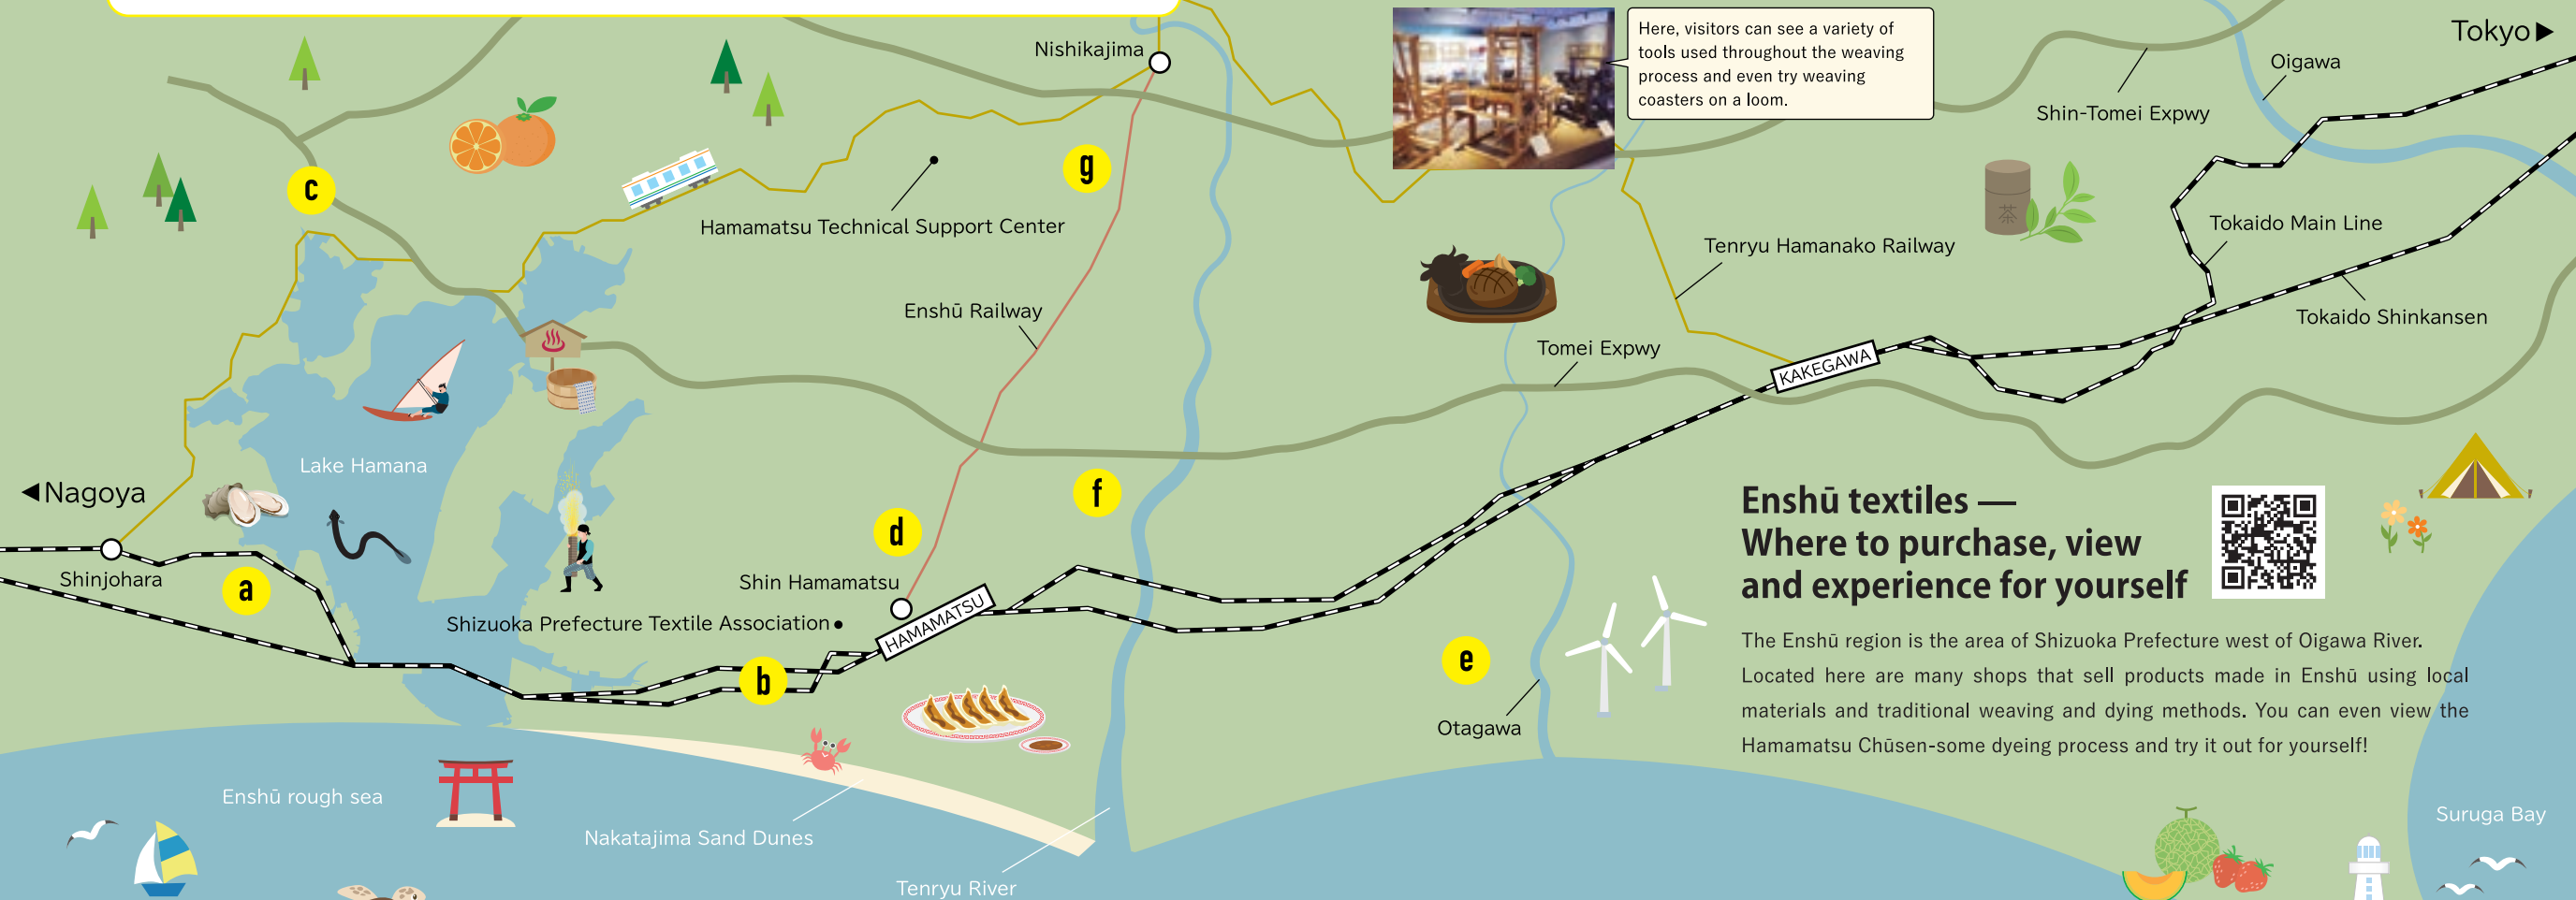 Here, visitors can see a variety of
tools used throughout the weaving
process and even try weaving
coasters on a loom.
Tokyo ▶
Nishikajima
Oigawa
Shin-Tomei Expwy
c
g
茶
Hamamatsu Technical Support Center
Tokaido Main Line
Tenryu Hamanako Railway
Enshū Railway
Tokaido Shinkansen
Tomei Expwy
KAKEGAWA
Lake Hamana
◀ Nagoya
f
d
Shinjohara
a
Shin Hamamatsu
HAMAMATSU
Shizuoka Prefecture Textile Association
b
e
Otagawa
Enshū textiles —
Where to purchase, view
and experience for yourself
The Enshū region is the area of Shizuoka Prefecture west of Oigawa River.
Located here are many shops that sell products made in Enshū using local
materials and traditional weaving and dying methods. You can even view the
Hamamatsu Chūsen-some dyeing process and try it out for yourself!
Enshū rough sea
Nakatajima Sand Dunes
Tenryu River
Suruga Bay